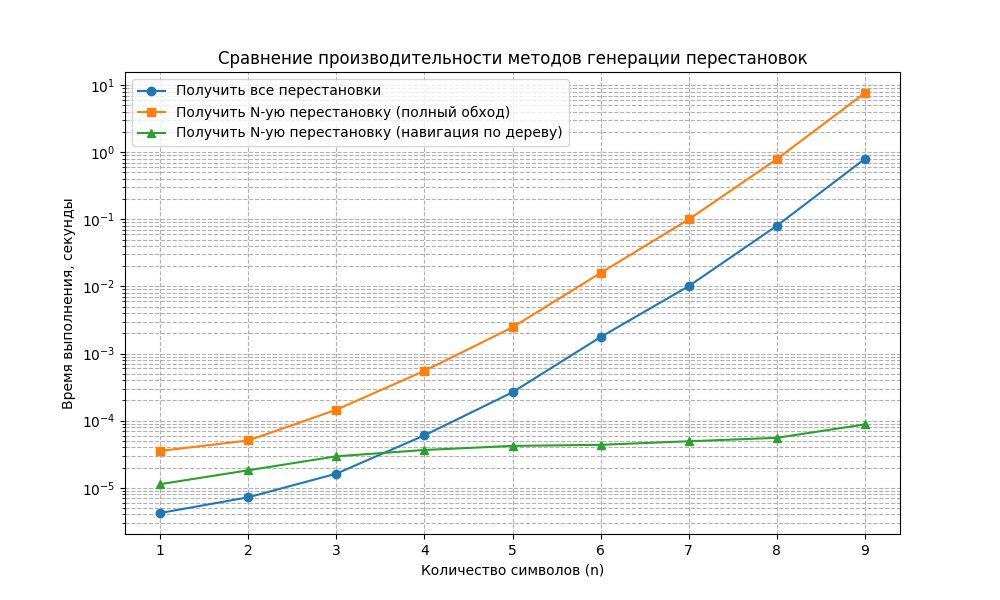 Сравнение производительности методов генерации перестановок
Получить все перестановки
Получить N-ую перестановку (полный обход)
Получить N-ую перестановку (навигация по дереву)
10¹
10⁰
10⁻¹
10⁻²
10⁻³
10⁻⁴
10⁻⁵
Время выполнения, секунды
1 2 3 4 5 6 7 8 9
Количество символов (n)